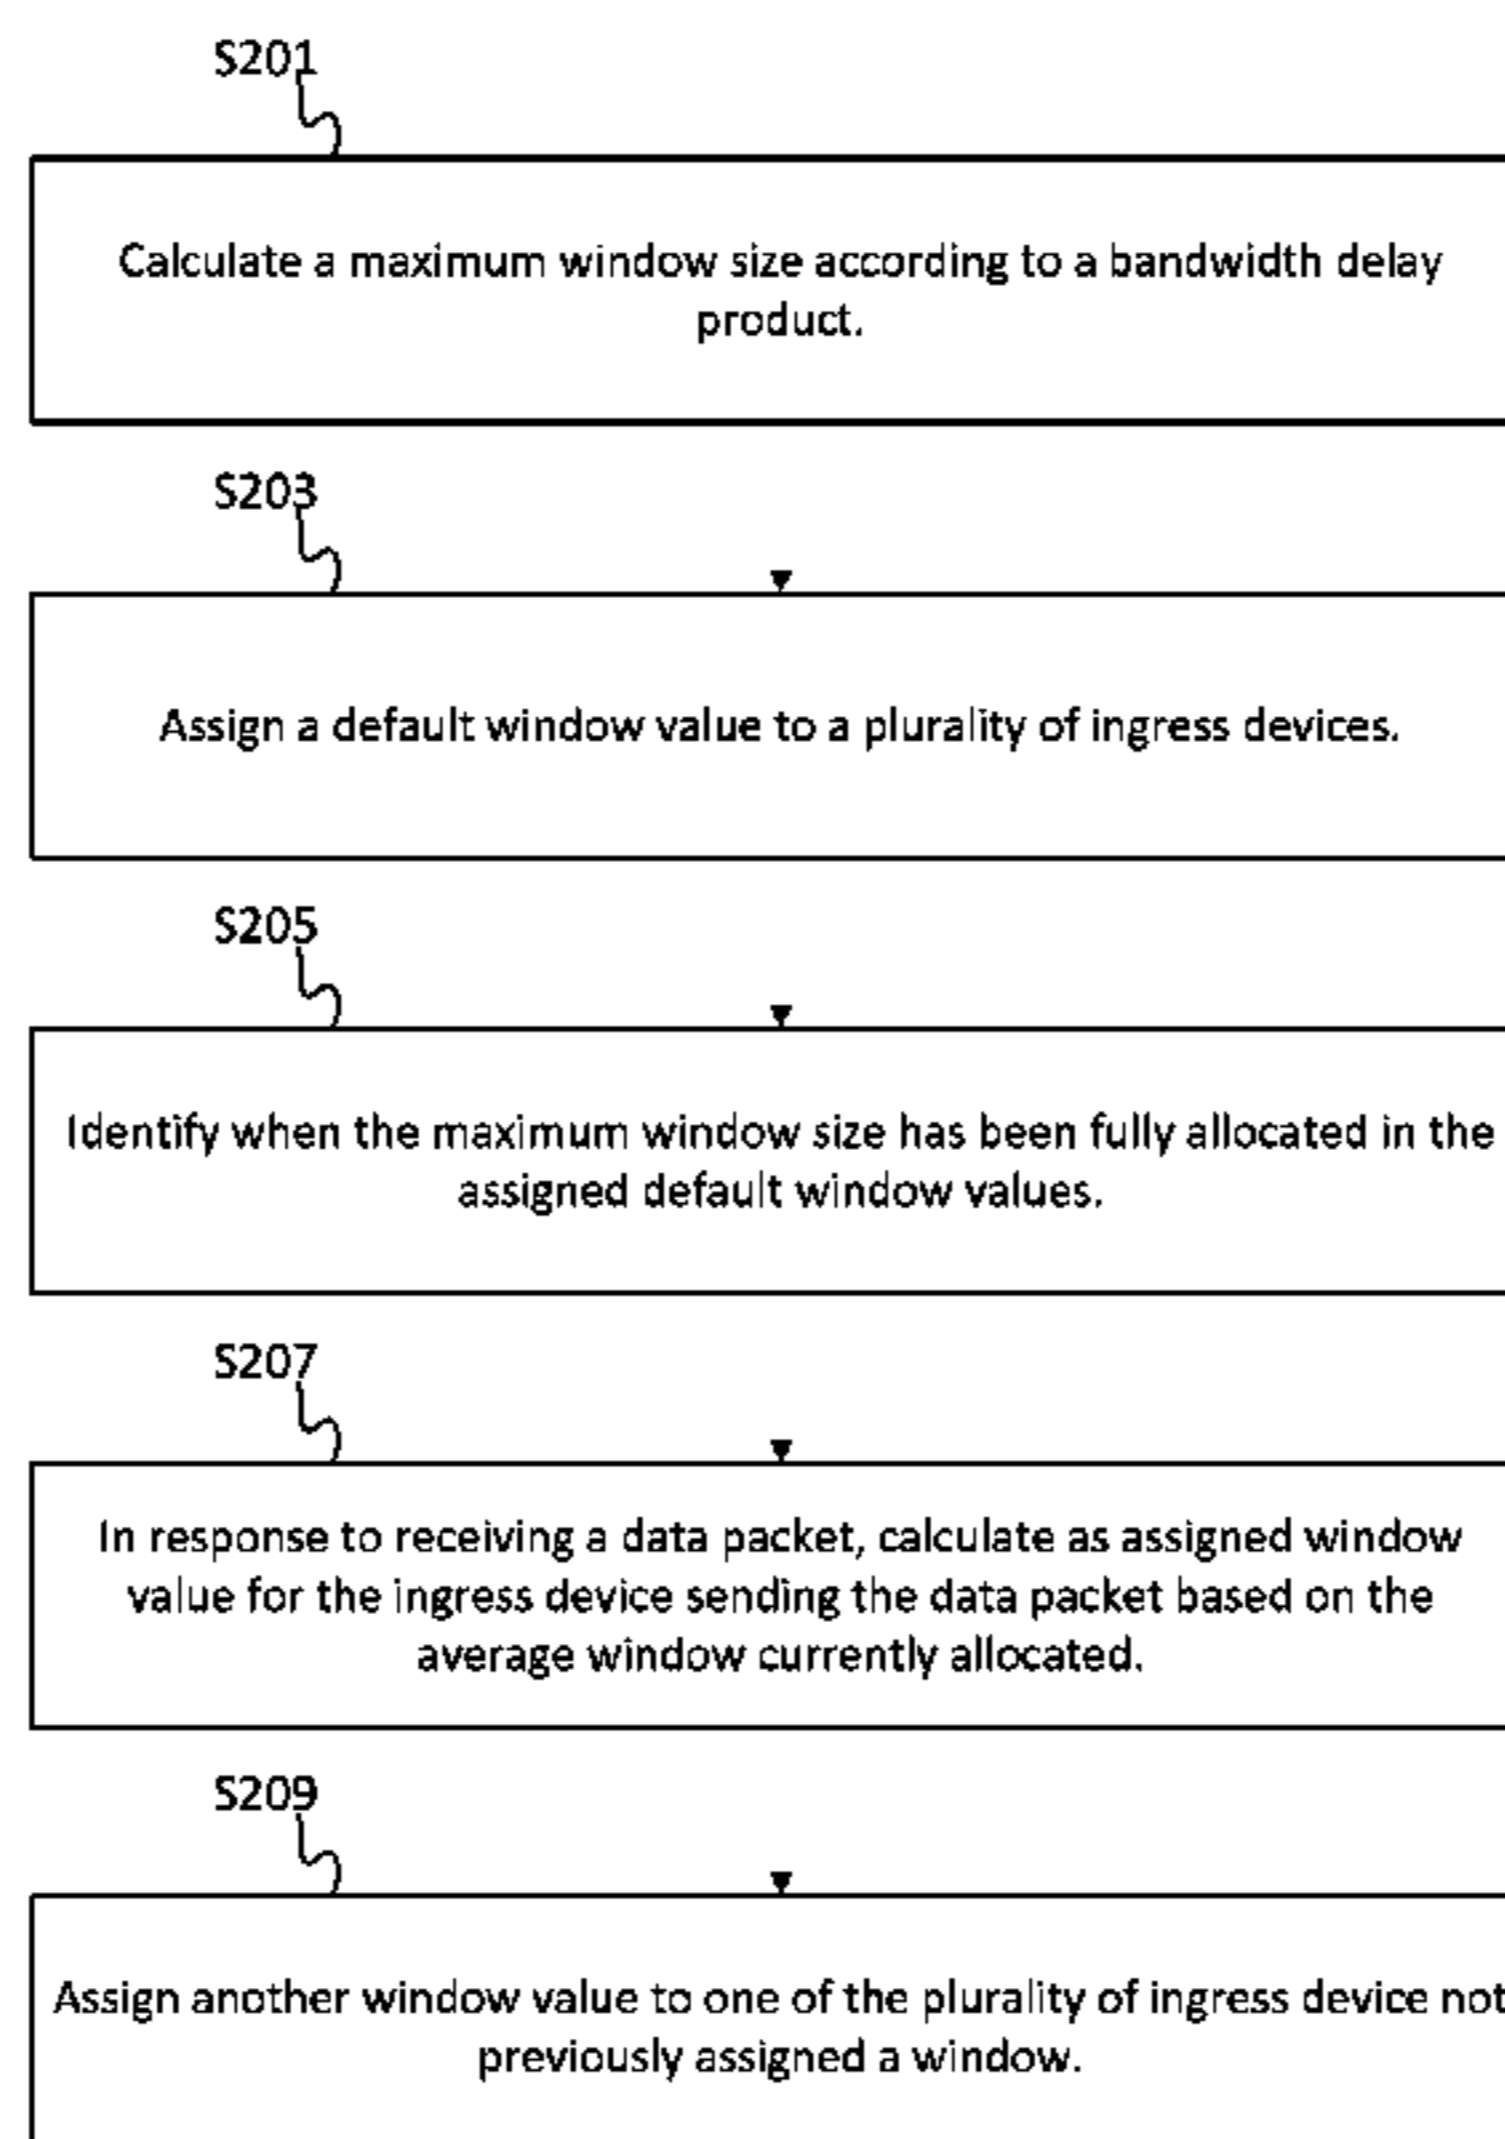 S201
Calculate a maximum window size according to a bandwidth delay
product.
S203
Assign a default window value to a plurality of ingress devices.
S205
Identify when the maximum window size has been fully allocated in the
assigned default window values.
S207
In response to receiving a data packet, calculate as assigned window
value for the ingress device sending the data packet based on the
average window currently allocated.
S209
Assign another window value to one of the plurality of ingress device not
previously assigned a window.